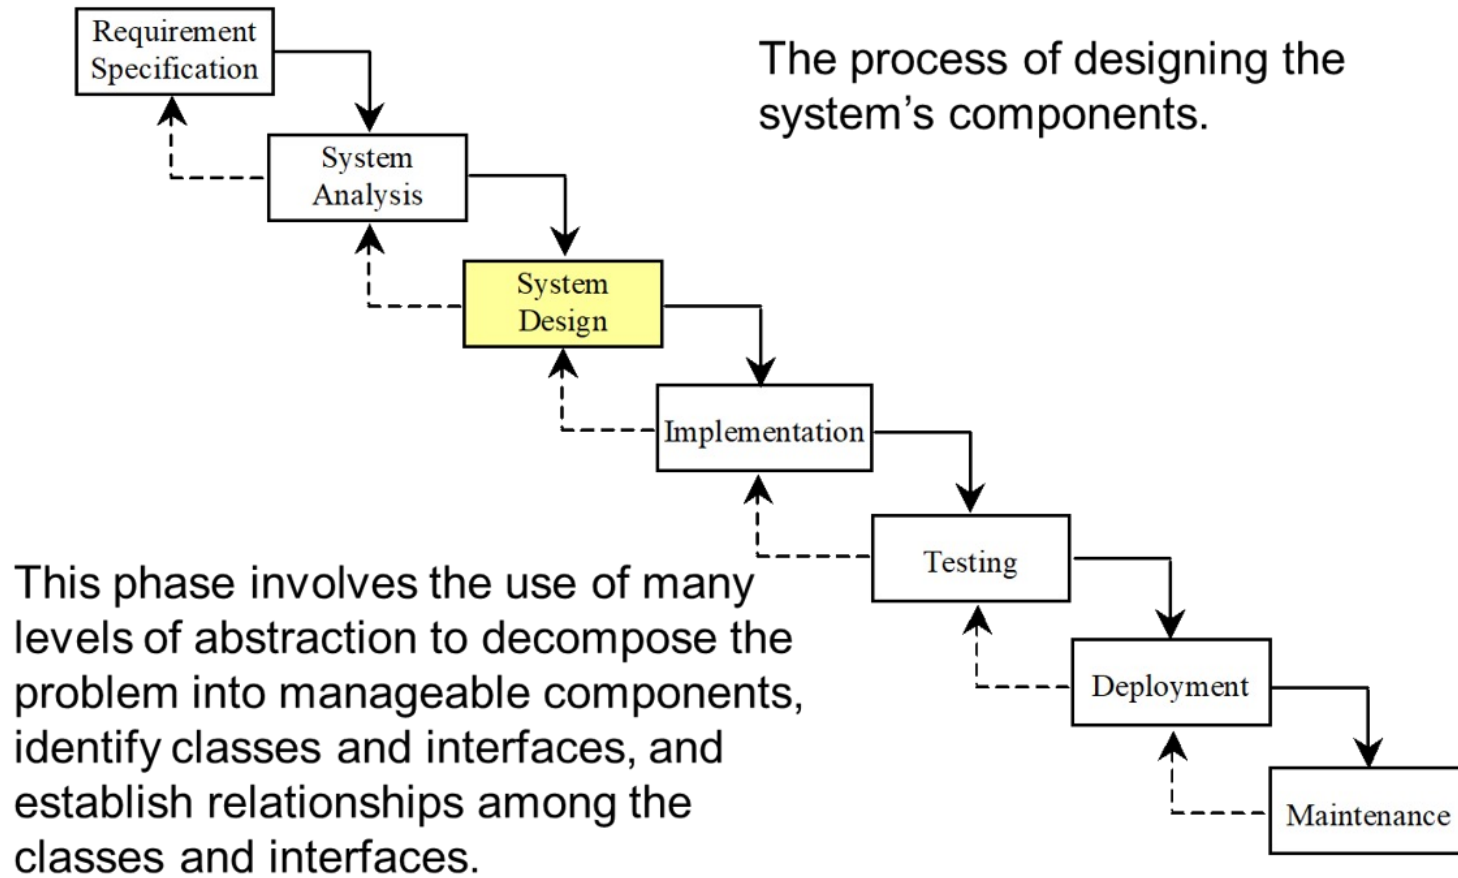 Requirement
Specification
The process of designing the
system’s components.
System
Analysis
System
Design
Implementation
Testing
This phase involves the use of many
levels of abstraction to decompose the
problem into manageable components,
identify classes and interfaces, and
establish relationships among the
classes and interfaces.
Deployment
Maintenance